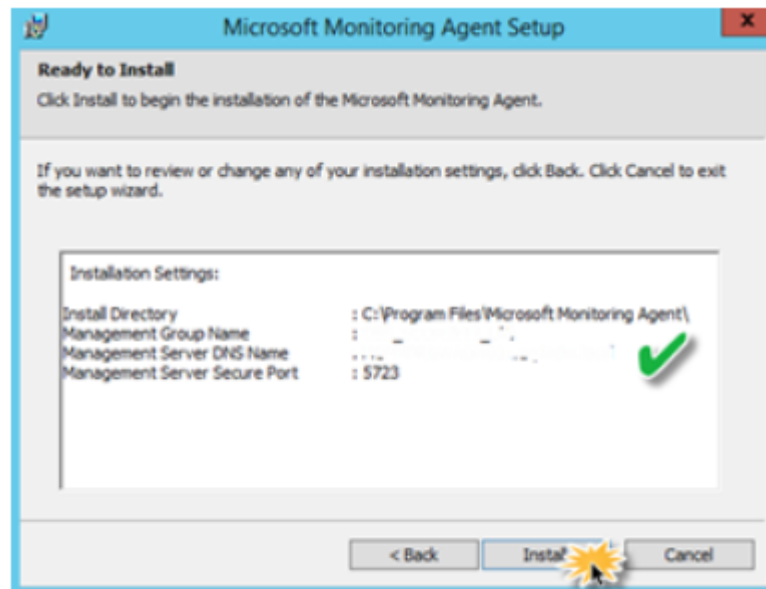 Microsoft Monitoring Agent Setup
Ready to Install
Click Install to begin the installation of the Microsoft Monitoring Agent.
If you want to review or change any of your installation settings, click Back. Click Cancel to exit
the setup wizard.
Installation Settings:
Install Directory : C:\Program Files\Microsoft Monitoring Agent\
Management Group Name :
Management Server DNS Name :
Management Server Secure Port : 5723
< Back Install Cancel